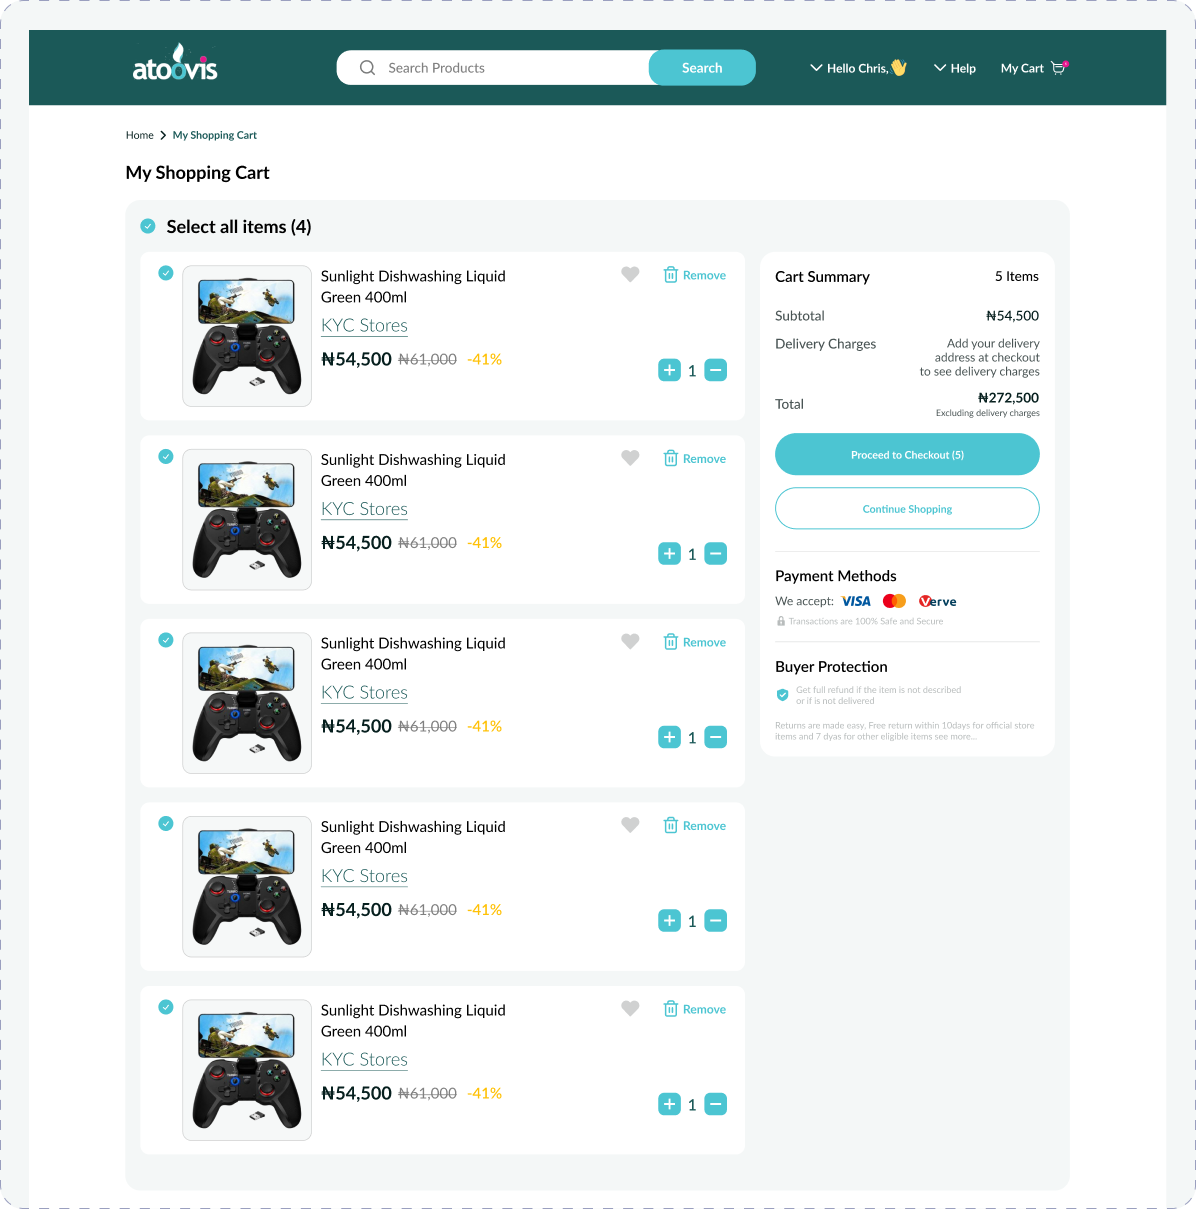 atoovis
Search Products
Search
Hello Chris,👋
Help
My Cart
Home
My Shopping Cart
My Shopping Cart
Select all items (4)
Sunlight Dishwashing Liquid
Green 400ml
KYC Stores
₦54,500 ₦61,000 -41%
Remove
1
Sunlight Dishwashing Liquid
Green 400ml
KYC Stores
₦54,500 ₦61,000 -41%
Remove
1
Sunlight Dishwashing Liquid
Green 400ml
KYC Stores
₦54,500 ₦61,000 -41%
Remove
1
Sunlight Dishwashing Liquid
Green 400ml
KYC Stores
₦54,500 ₦61,000 -41%
Remove
1
Sunlight Dishwashing Liquid
Green 400ml
KYC Stores
₦54,500 ₦61,000 -41%
Remove
1
Cart Summary 5 Items
Subtotal ₦54,500
Delivery Charges Add your delivery
address at checkout
to see delivery charges
Total ₦272,500
Excluding delivery charges
Proceed to Checkout (5)
Continue Shopping
Payment Methods
We accept: VISA Verve
Transactions are 100% Safe and Secure
Buyer Protection
Get full refund if the item is not described
or if is not delivered
Returns are made easy. Free return within 10days for official store
items and 7 dyas for other eligible items see more...